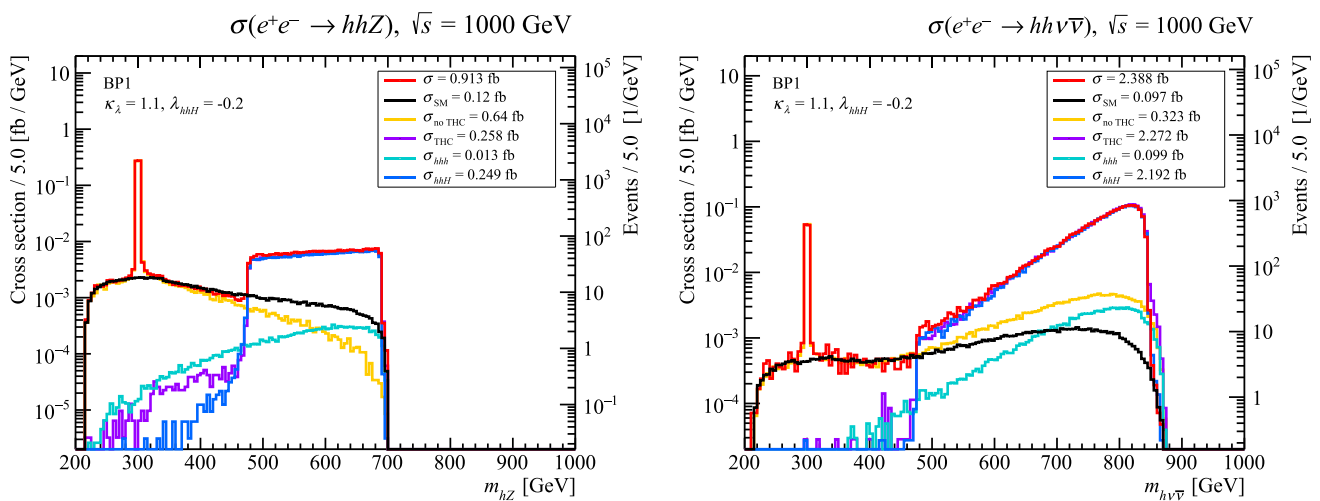 σ(e⁺e⁻ → hhZ), √s = 1000 GeV
BP1
κ_λ = 1.1, λ_hhH = -0.2
σ = 0.913 fb
σ_SM = 0.12 fb
σ_no THC = 0.64 fb
σ_THC = 0.258 fb
σ_hhh = 0.013 fb
σ_hhH = 0.249 fb
Cross section / 5.0 [fb / GeV]
10
1
10⁻¹
10⁻²
10⁻³
10⁻⁴
10⁻⁵
Events / 5.0 [1/GeV]
10⁵
10⁴
10³
10²
10
1
10⁻¹
200 300 400 500 600 700 800 900 1000
m_hZ [GeV]
σ(e⁺e⁻ → hhνν̅), √s = 1000 GeV
BP1
κ_λ = 1.1, λ_hhH = -0.2
σ = 2.388 fb
σ_SM = 0.097 fb
σ_no THC = 0.323 fb
σ_THC = 2.272 fb
σ_hhh = 0.099 fb
σ_hhH = 2.192 fb
Cross section / 5.0 [fb / GeV]
10
1
10⁻¹
10⁻²
10⁻³
10⁻⁴
Events / 5.0 [1/GeV]
10⁵
10⁴
10³
10²
10
1
200 300 400 500 600 700 800 900 1000
m_hνν̅ [GeV]